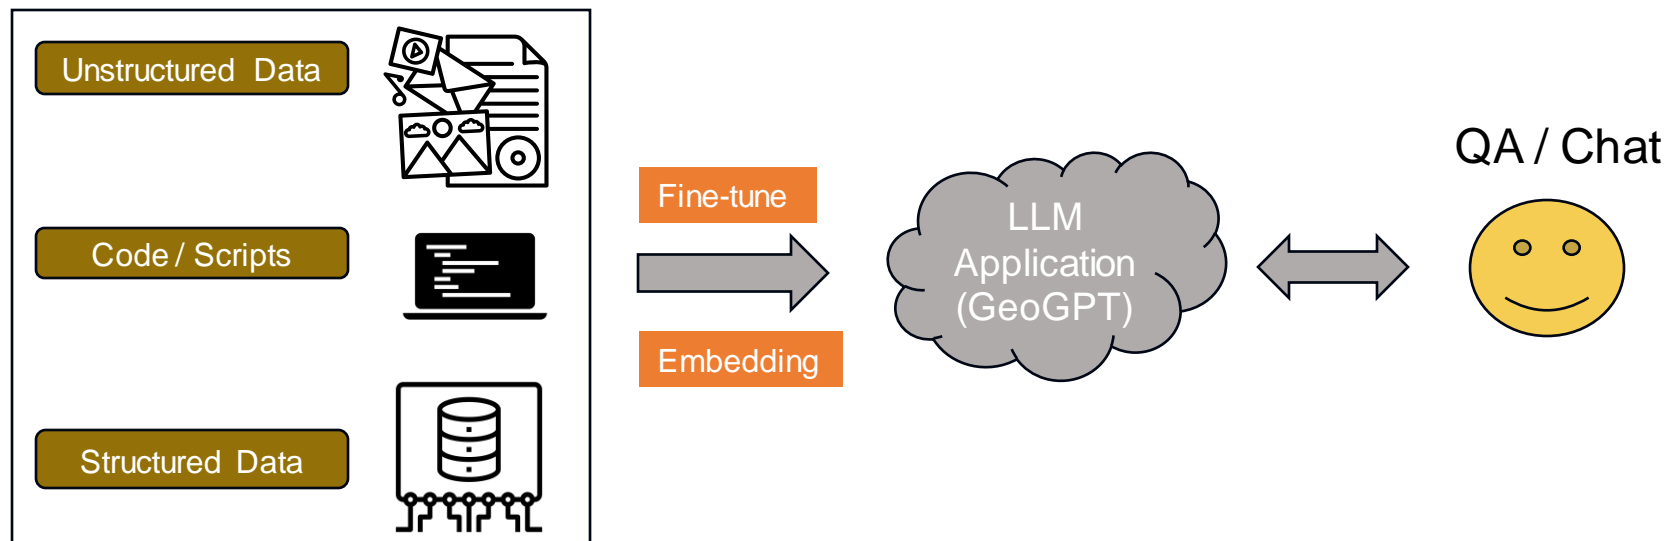 Unstructured Data
Code / Scripts
Structured Data
Fine-tune
Embedding
LLM
Application
(GeoGPT)
QA / Chat